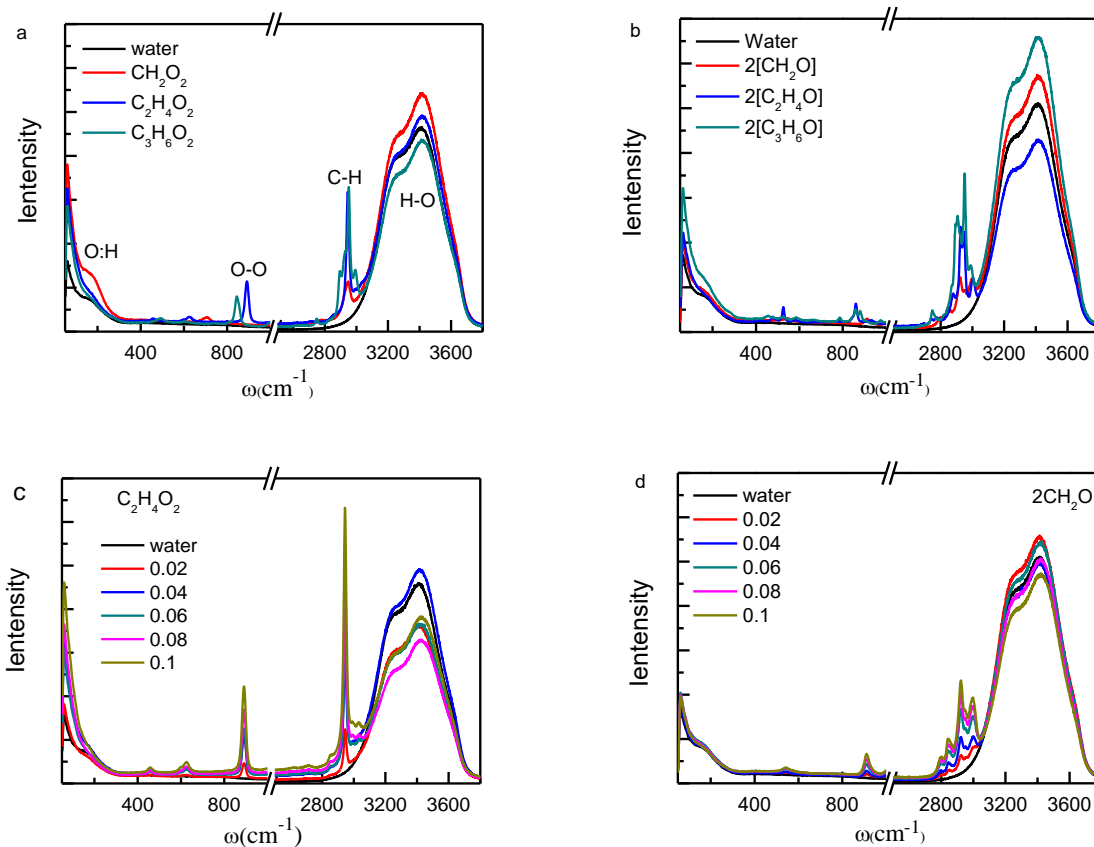 a
water
CH2O2
C2H4O2
C3H6O2
O:H
O-O
C-H
H-O
Ientensity
400 800 2800 3200 3600
ω(cm-1)
b
Water
2[CH2O]
2[C2H4O]
2[C3H6O]
Ientensity
400 800 2800 3200 3600
ω(cm-1)
c
C2H4O2
water
0.02
0.04
0.06
0.08
0.1
Ientensity
400 800 2800 3200 3600
ω(cm-1)
d
2CH2O
water
0.02
0.04
0.06
0.08
0.1
Ientensity
400 800 2800 3200 3600
ω(cm-1)